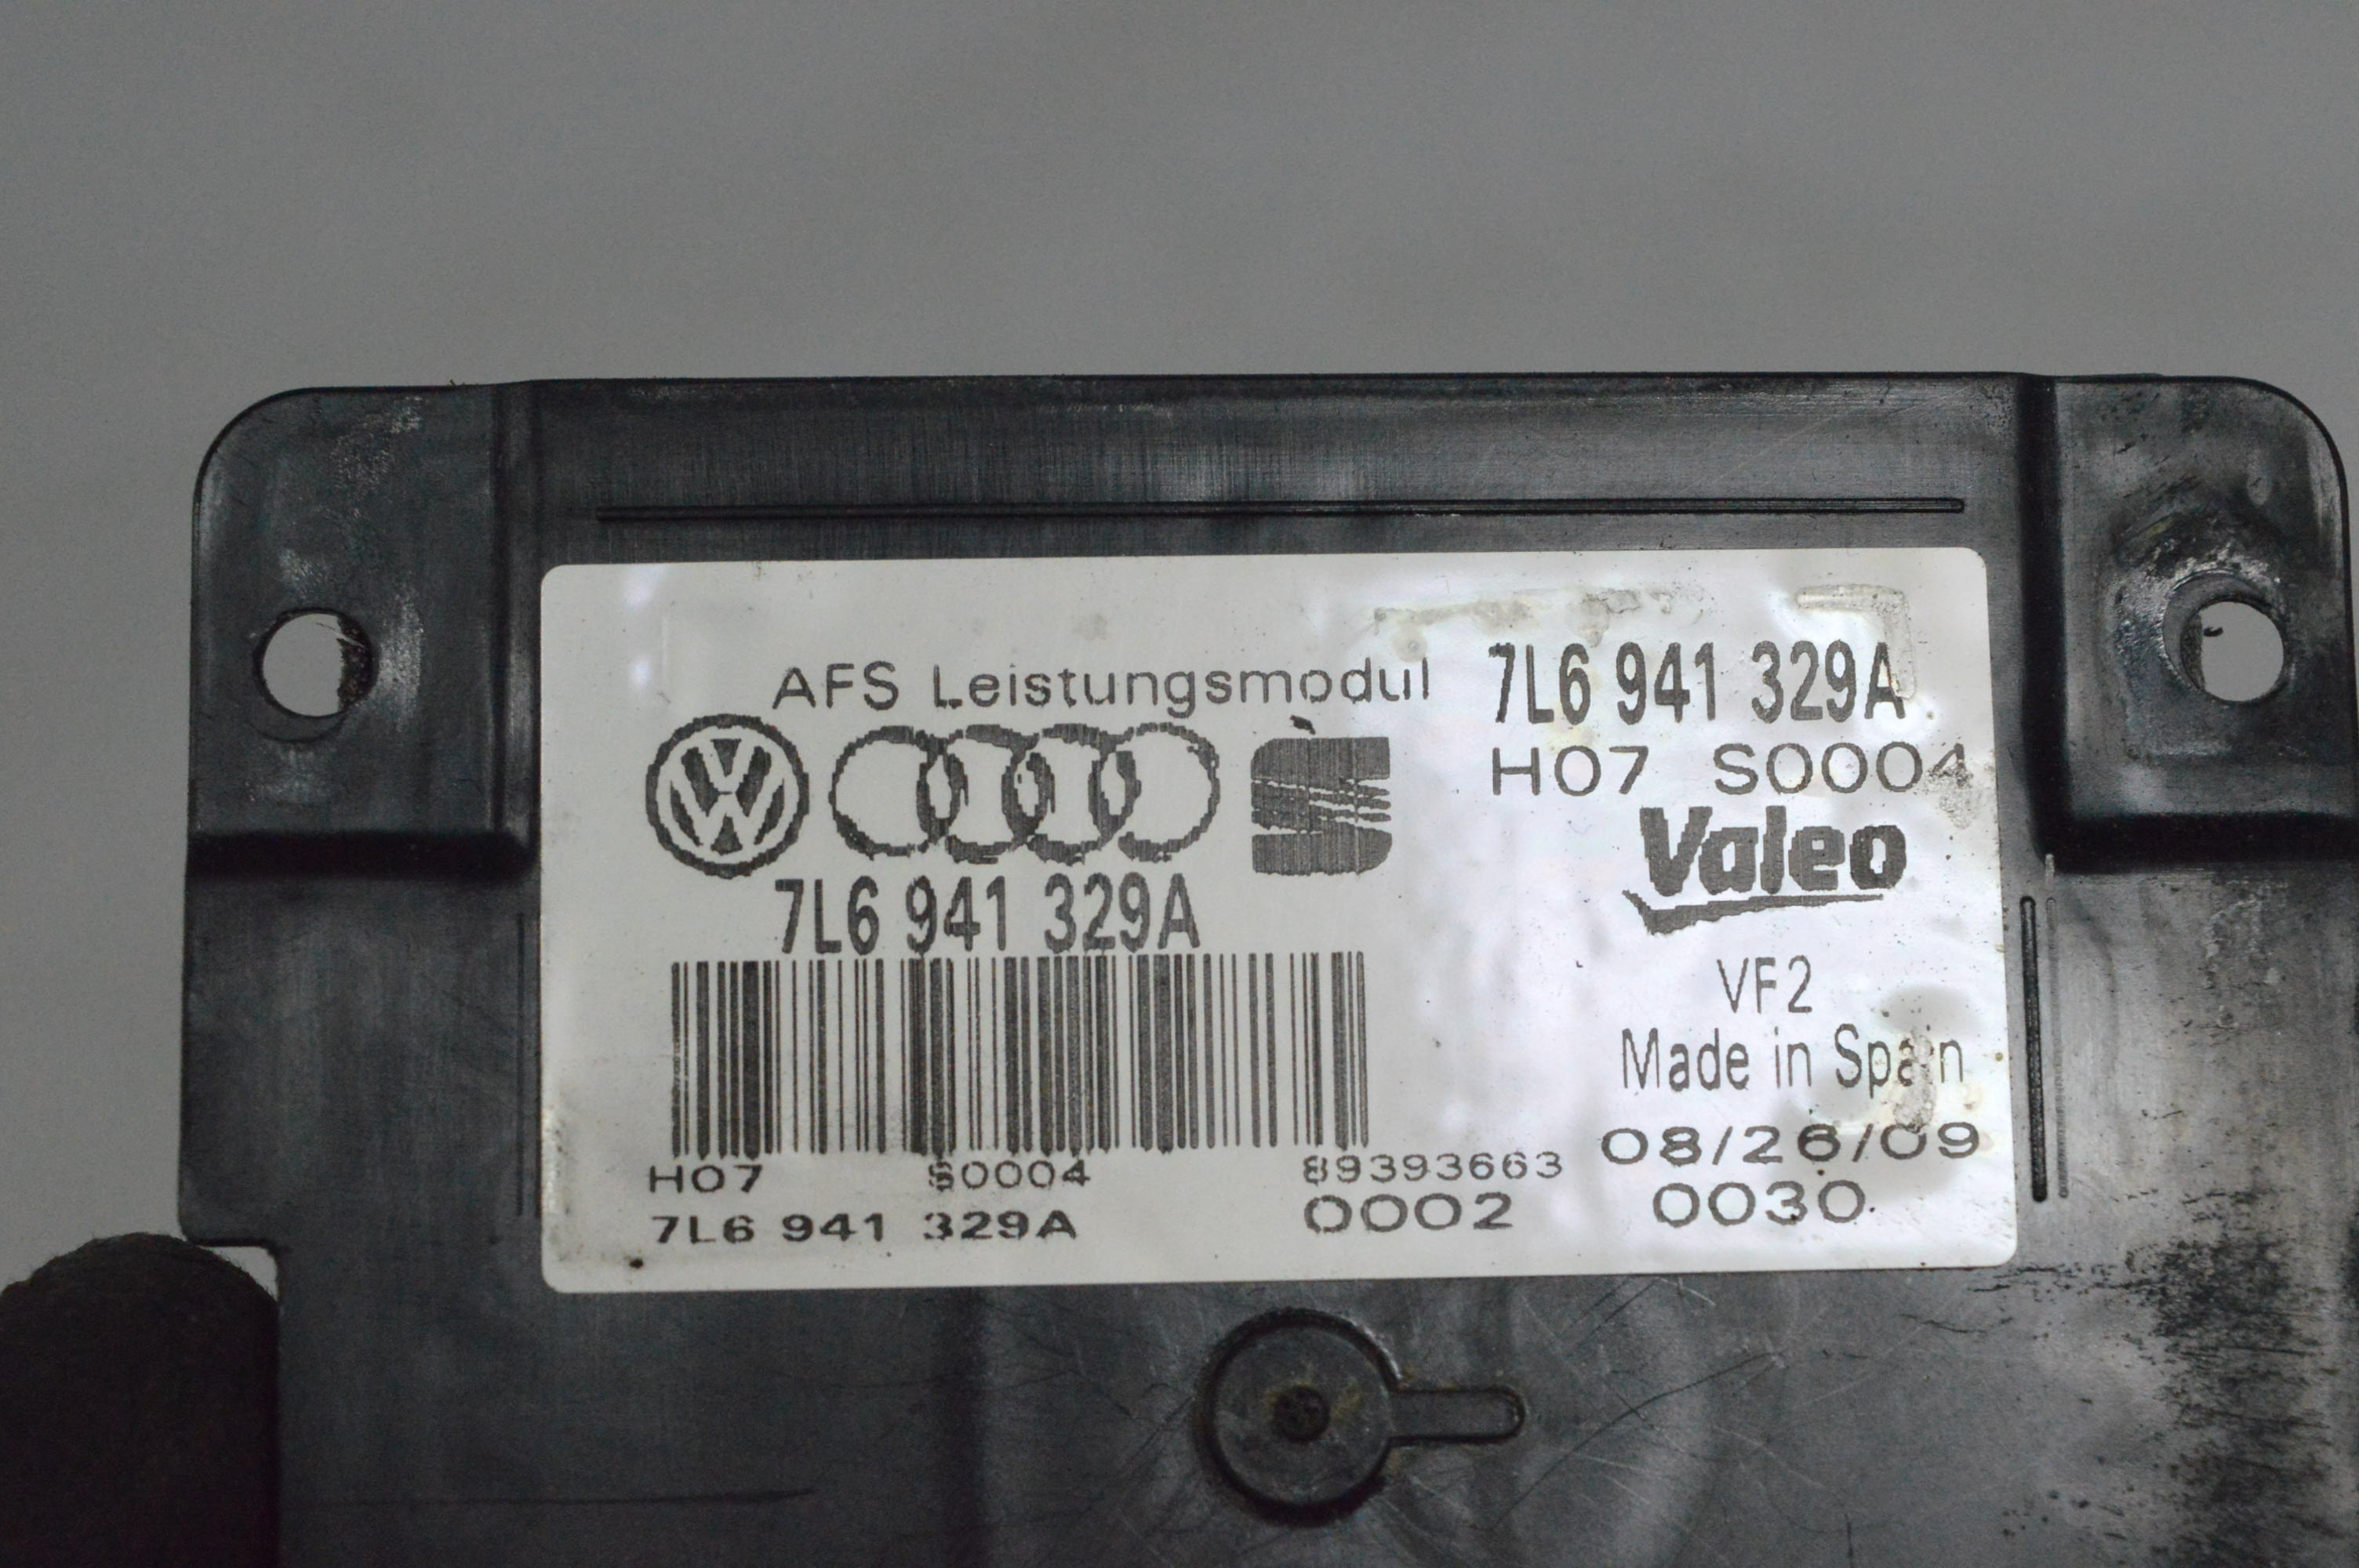 AFS Leistungsmodul
7L6 941 329A
H07 S0004
Valeo
7L6 941 329A
VF2
Made in Spain
H07 S0004 89393663
08/26/09
7L6 941 329A 0002 0030